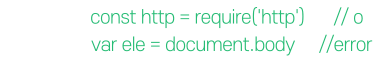 const http = require('http') // o
var ele = document.body //error